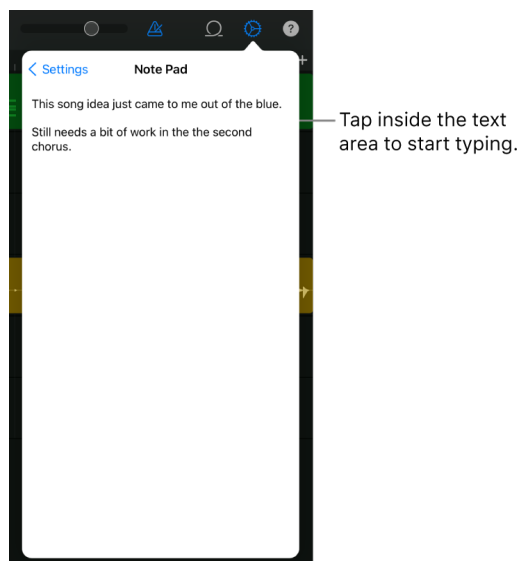 ?
Settings
Note Pad
This song idea just came to me out of the blue.
Still needs a bit of work in the the second
chorus.
Tap inside the text
area to start typing.